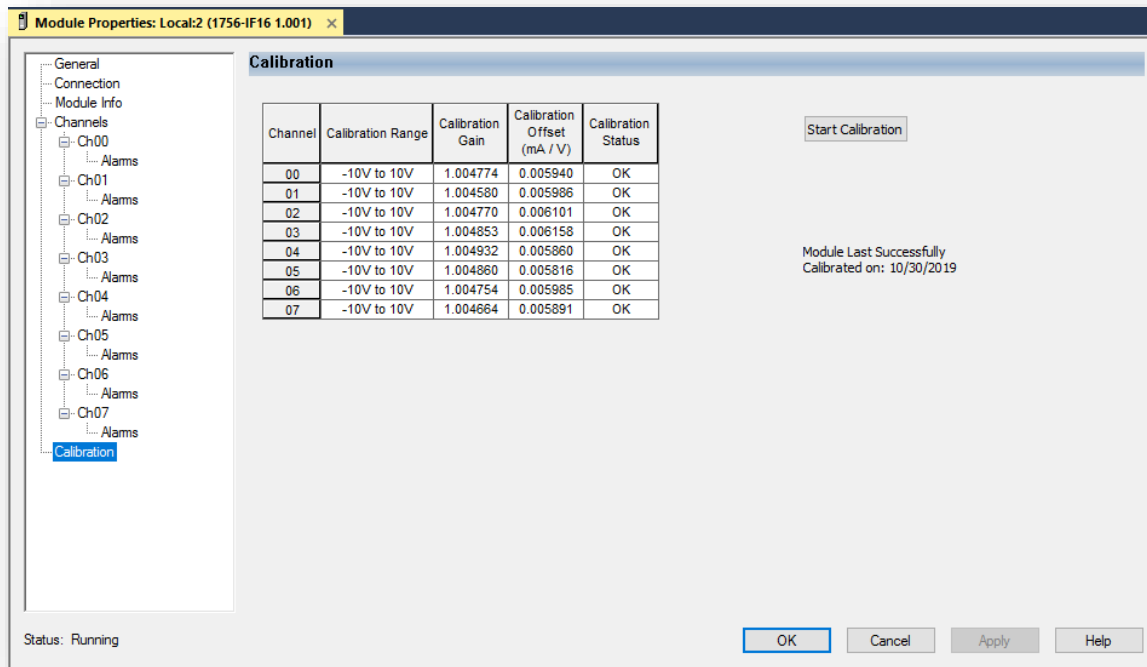 Module Properties: Local:2 (1756-IF16 1.001) ×
General
Connection
Module Info
Channels
Ch00
Alarms
Ch01
Alarms
Ch02
Alarms
Ch03
Alarms
Ch04
Alarms
Ch05
Alarms
Ch06
Alarms
Ch07
Alarms
Calibration
Calibration
Channel Calibration Range Calibration Gain Calibration Offset (mA / V) Calibration Status
00 -10V to 10V 1.004774 0.005940 OK
01 -10V to 10V 1.004580 0.005986 OK
02 -10V to 10V 1.004770 0.006101 OK
03 -10V to 10V 1.004853 0.006158 OK
04 -10V to 10V 1.004932 0.005860 OK
05 -10V to 10V 1.004860 0.005816 OK
06 -10V to 10V 1.004754 0.005985 OK
07 -10V to 10V 1.004664 0.005891 OK
Start Calibration
Module Last Successfully
Calibrated on: 10/30/2019
Status: Running
OK Cancel Apply Help